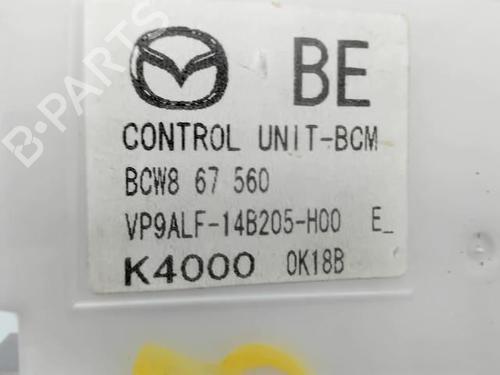 BE
CONTROL UNIT-BCM
BCW8 67 560
VP9ALF-14B205-H00 E_
K4000 0K18B
B-PARTS